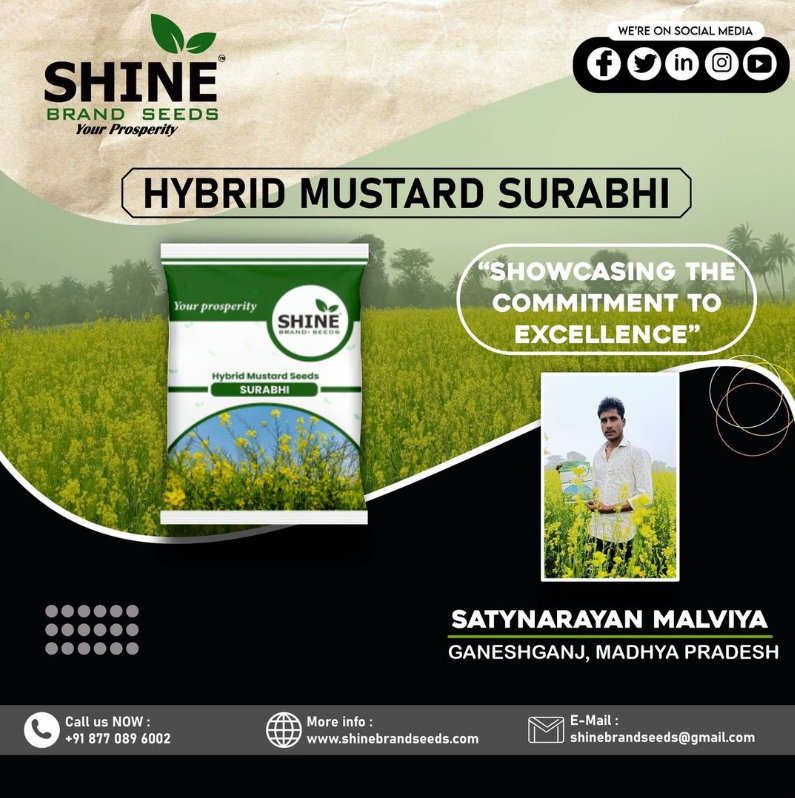 SHINE
™
BRAND SEEDS
Your Prosperity
WE'RE ON SOCIAL MEDIA
HYBRID MUSTARD SURABHI
Your prosperity
SHINE
BRAND SEEDS
Hybrid Mustard Seeds
SURABHI
"SHOWCASING THE
COMMITMENT TO
EXCELLENCE"
SATYNARAYAN MALVIYA
GANESHGANJ, MADHYA PRADESH
Call us NOW :
+91 877 089 6002
More info :
www.shinebrandseeds.com
E-Mail :
shinebrandseeds@gmail.com